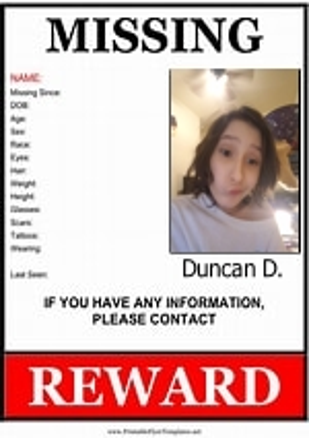 MISSING
NAME:
Missing Since:
DOB:
Age:
Sex:
Race:
Eyes:
Hair:
Weight:
Height:
Glasses:
Scars:
Tattoos:
Wearing:
Last Seen:
Duncan D.
IF YOU HAVE ANY INFORMATION,
PLEASE CONTACT
REWARD
www.PrintableFlyerTemplates.net